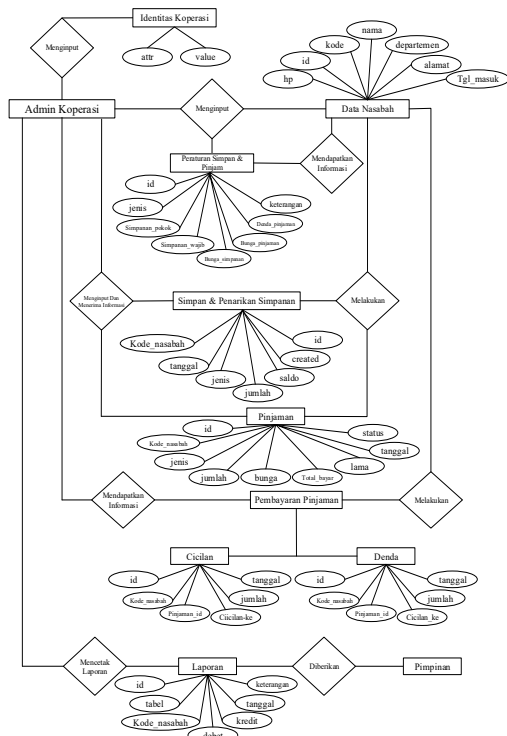 Identitas Koperasi
Menginput
attr
value
nama
kode
departemen
id
alamat
hp
Tgl_masuk
Admin Koperasi
Menginput
Data Nasabah
Peraturan Simpan &
Pinjam
Mendapatkan
Informasi
id
jenis
keterangan
Simpanan_pokok
Denda_pinjaman
Simpanan_wajib
Bunga_pinjaman
Bunga_simpanan
Menginput Dan
Menerima Informasi
Simpan & Penarikan Simpanan
Melakukan
Kode_nasabah
id
tanggal
created
jenis
saldo
jumlah
Pinjaman
id
status
Kode_nasabah
tanggal
jenis
lama
jumlah
bunga
Total_bayar
Mendapatkan
Informasi
Pembayaran Pinjaman
Melakukan
Cicilan
Denda
id
tanggal
id
tanggal
Kode_nasabah
jumlah
Kode_nasabah
jumlah
Pinjaman_id
Ciicilan-ke
Pinjaman_id
Cicilan_ke
Mencetak
Laporan
Laporan
Diberikan
Pimpinan
id
keterangan
tabel
tanggal
Kode_nasabah
kredit
debet